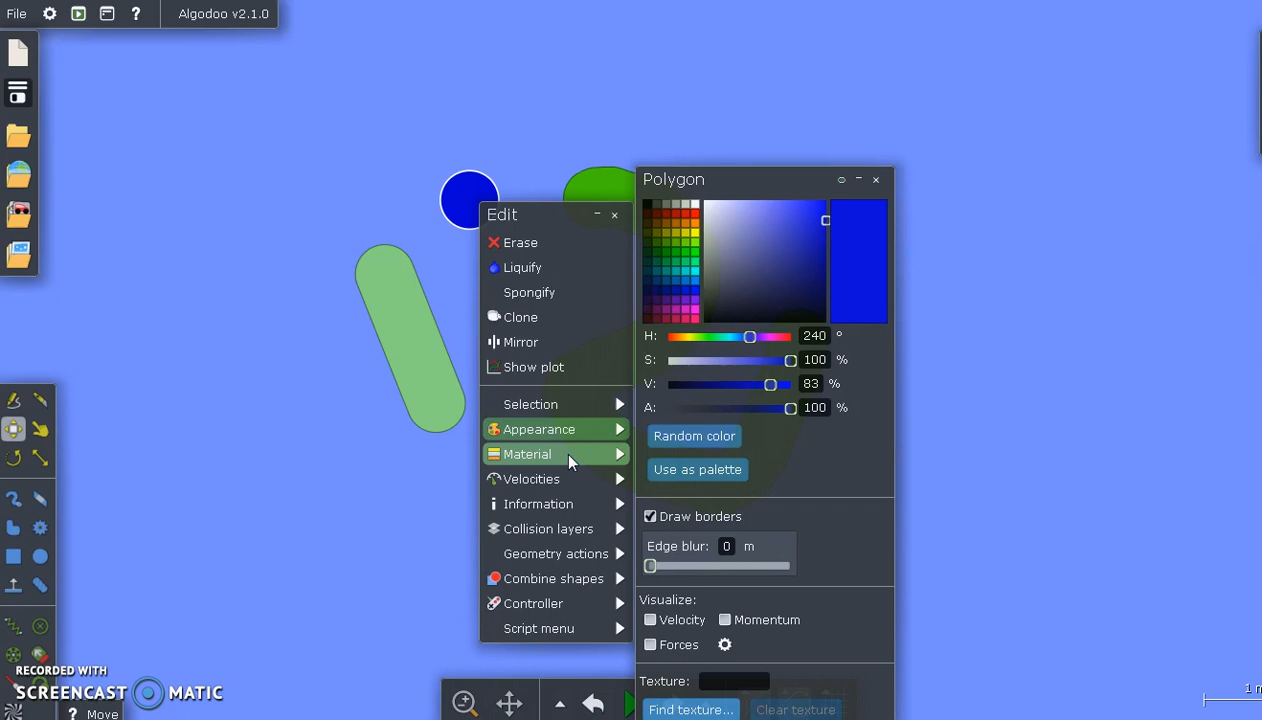 File
?
Algodoo v2.1.0
Edit
Erase
Liquify
Spongify
Clone
Mirror
Show plot
Selection
Appearance
Material
Velocities
Information
Collision layers
Geometry actions
Combine shapes
Controller
Script menu
Polygon
H: 240 °
S: 100 %
V: 83 %
A: 100 %
Random color
Use as palette
Draw borders
Edge blur: 0 m
Visualize:
Velocity Momentum
Forces
Texture:
Find texture... Clear texture
RECORDED WITH
SCREENCAST MATIC
? Move
1 m